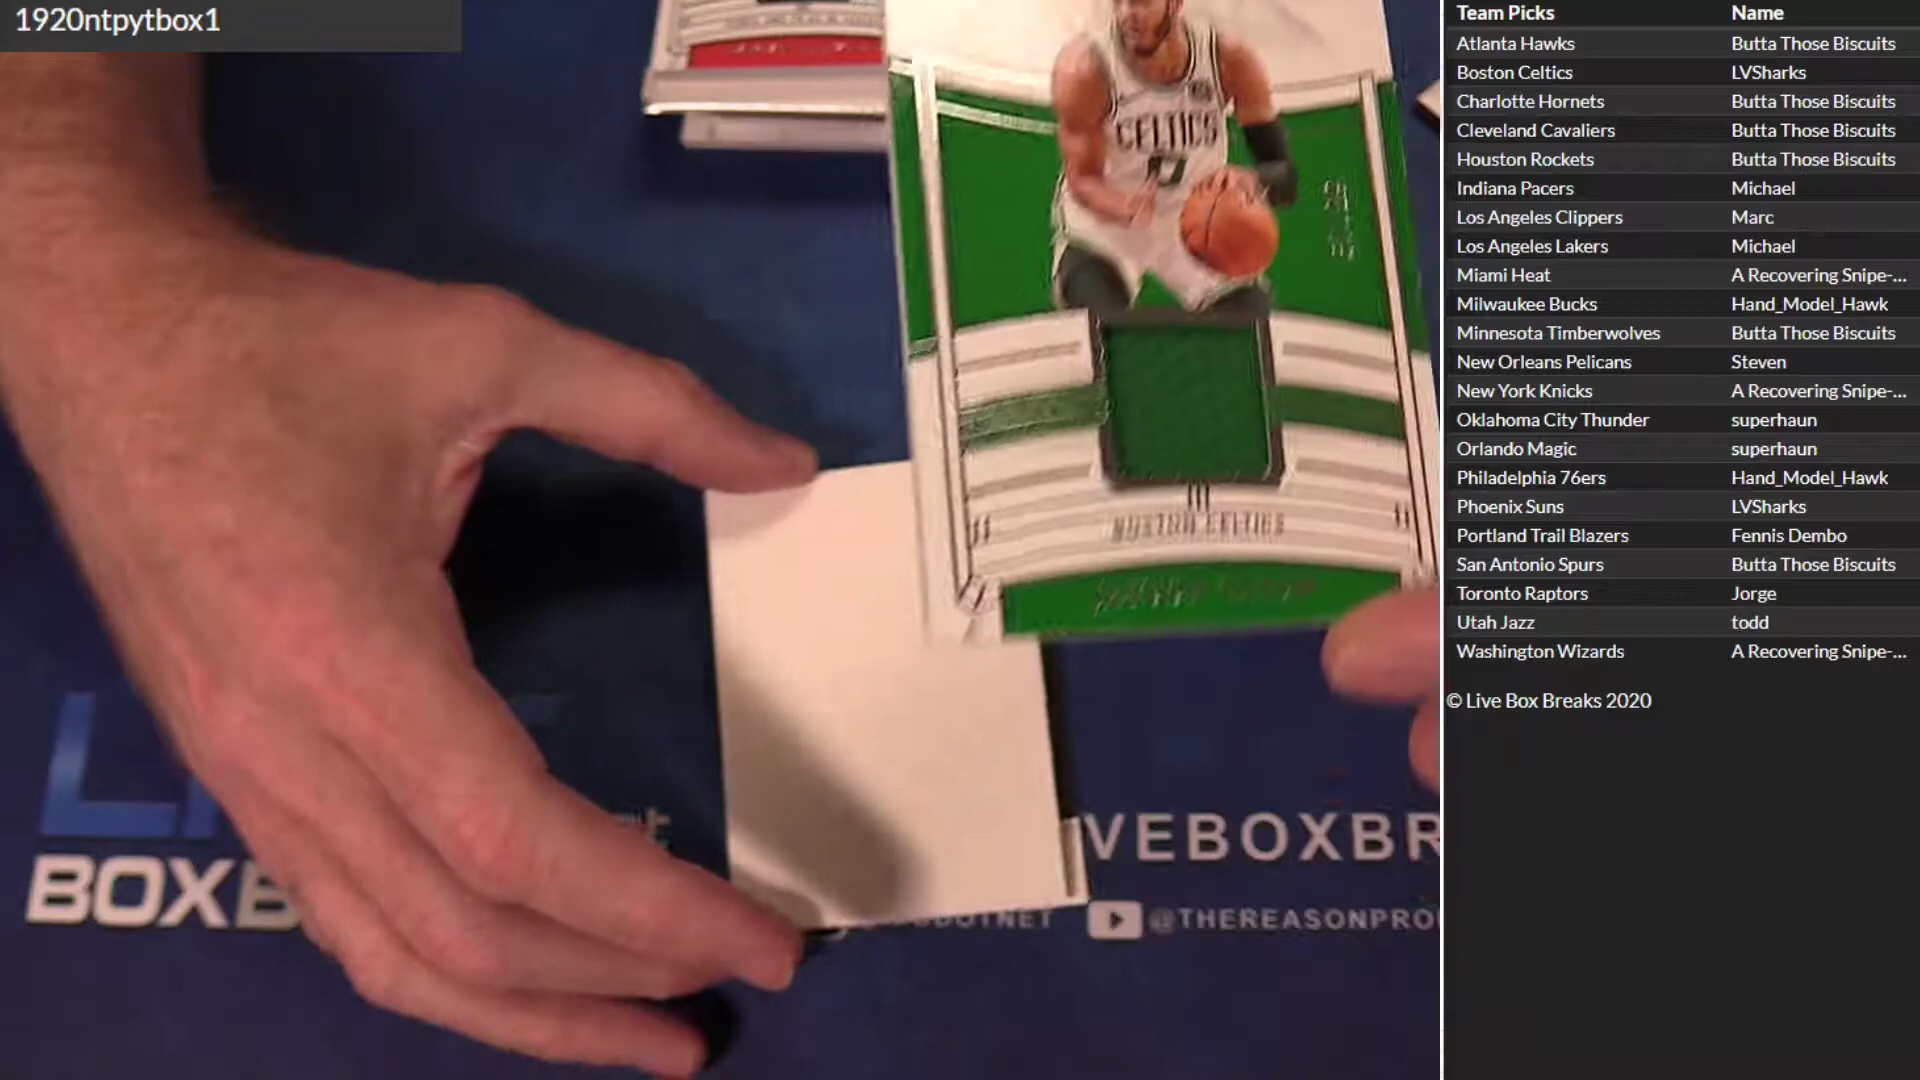 1920ntpytbox1
CELTICS
BOSTON CELTICS
VEBOXBR
BOXB
@THEREASONPRO
Team Picks Name
Atlanta Hawks Butta Those Biscuits
Boston Celtics LVSharks
Charlotte Hornets Butta Those Biscuits
Cleveland Cavaliers Butta Those Biscuits
Houston Rockets Butta Those Biscuits
Indiana Pacers Michael
Los Angeles Clippers Marc
Los Angeles Lakers Michael
Miami Heat A Recovering Snipe-...
Milwaukee Bucks Hand_Model_Hawk
Minnesota Timberwolves Butta Those Biscuits
New Orleans Pelicans Steven
New York Knicks A Recovering Snipe-...
Oklahoma City Thunder superhaun
Orlando Magic superhaun
Philadelphia 76ers Hand_Model_Hawk
Phoenix Suns LVSharks
Portland Trail Blazers Fennis Dembo
San Antonio Spurs Butta Those Biscuits
Toronto Raptors Jorge
Utah Jazz todd
Washington Wizards A Recovering Snipe-...
© Live Box Breaks 2020